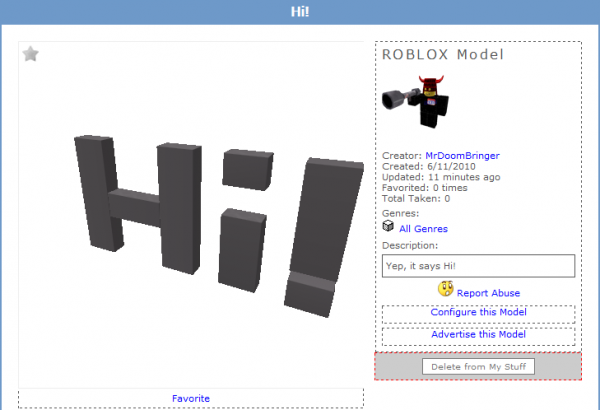 Hi!
Hi!
ROBLOX Model
Creator: MrDoomBringer
Created: 6/11/2010
Updated: 11 minutes ago
Favorited: 0 times
Total Taken: 0
Genres:
All Genres
Description:
Yep, it says Hi!
Report Abuse
Configure this Model
Advertise this Model
Delete from My Stuff
Favorite